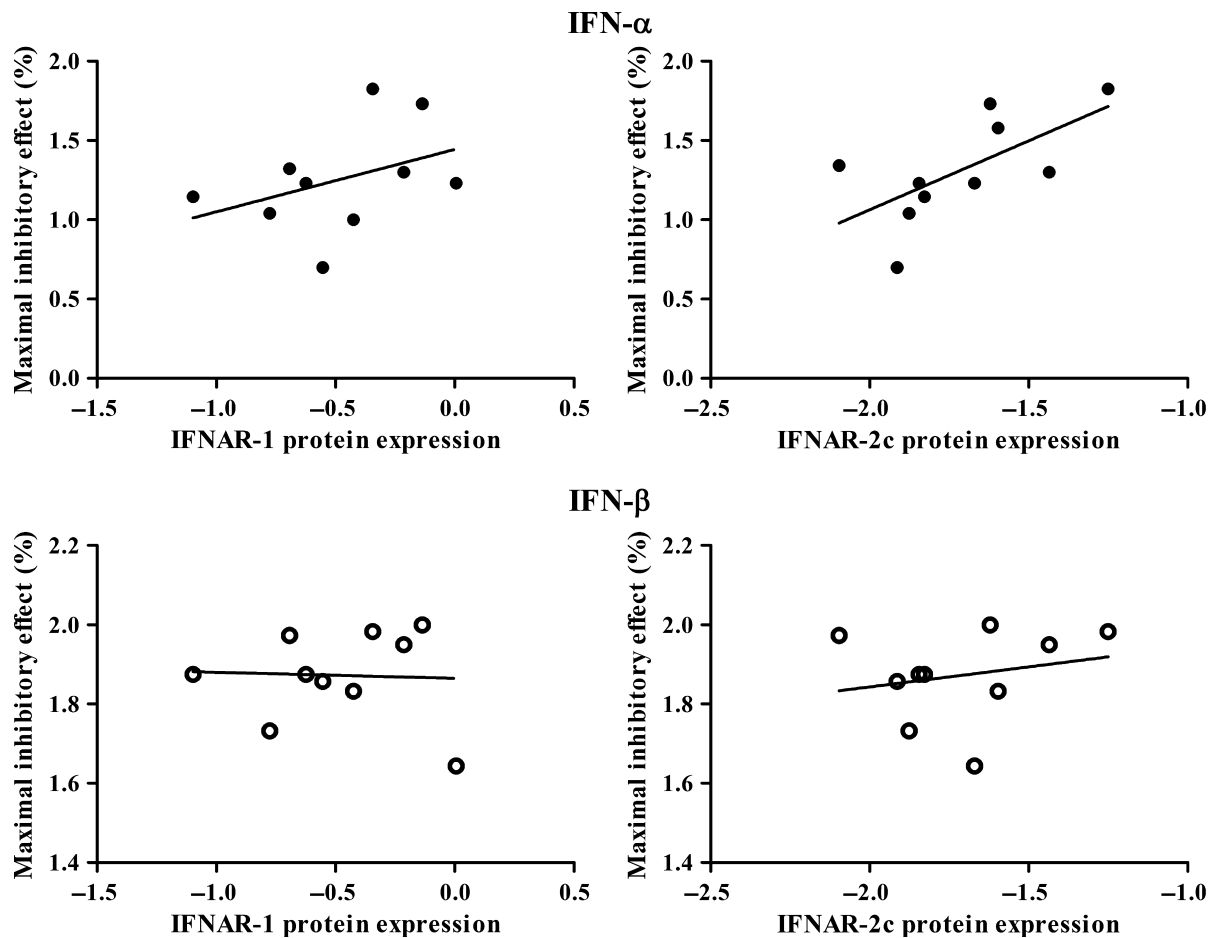 IFN-α
Maximal inhibitory effect (%)
2.0
1.5
1.0
0.5
0.0
–1.5 –1.0 –0.5 0.0 0.5
IFNAR-1 protein expression
Maximal inhibitory effect (%)
2.0
1.5
1.0
0.5
0.0
–2.5 –2.0 –1.5 –1.0
IFNAR-2c protein expression
IFN-β
Maximal inhibitory effect (%)
2.2
2.0
1.8
1.6
1.4
–1.5 –1.0 –0.5 0.0 0.5
IFNAR-1 protein expression
Maximal inhibitory effect (%)
2.2
2.0
1.8
1.6
1.4
–2.5 –2.0 –1.5 –1.0
IFNAR-2c protein expression